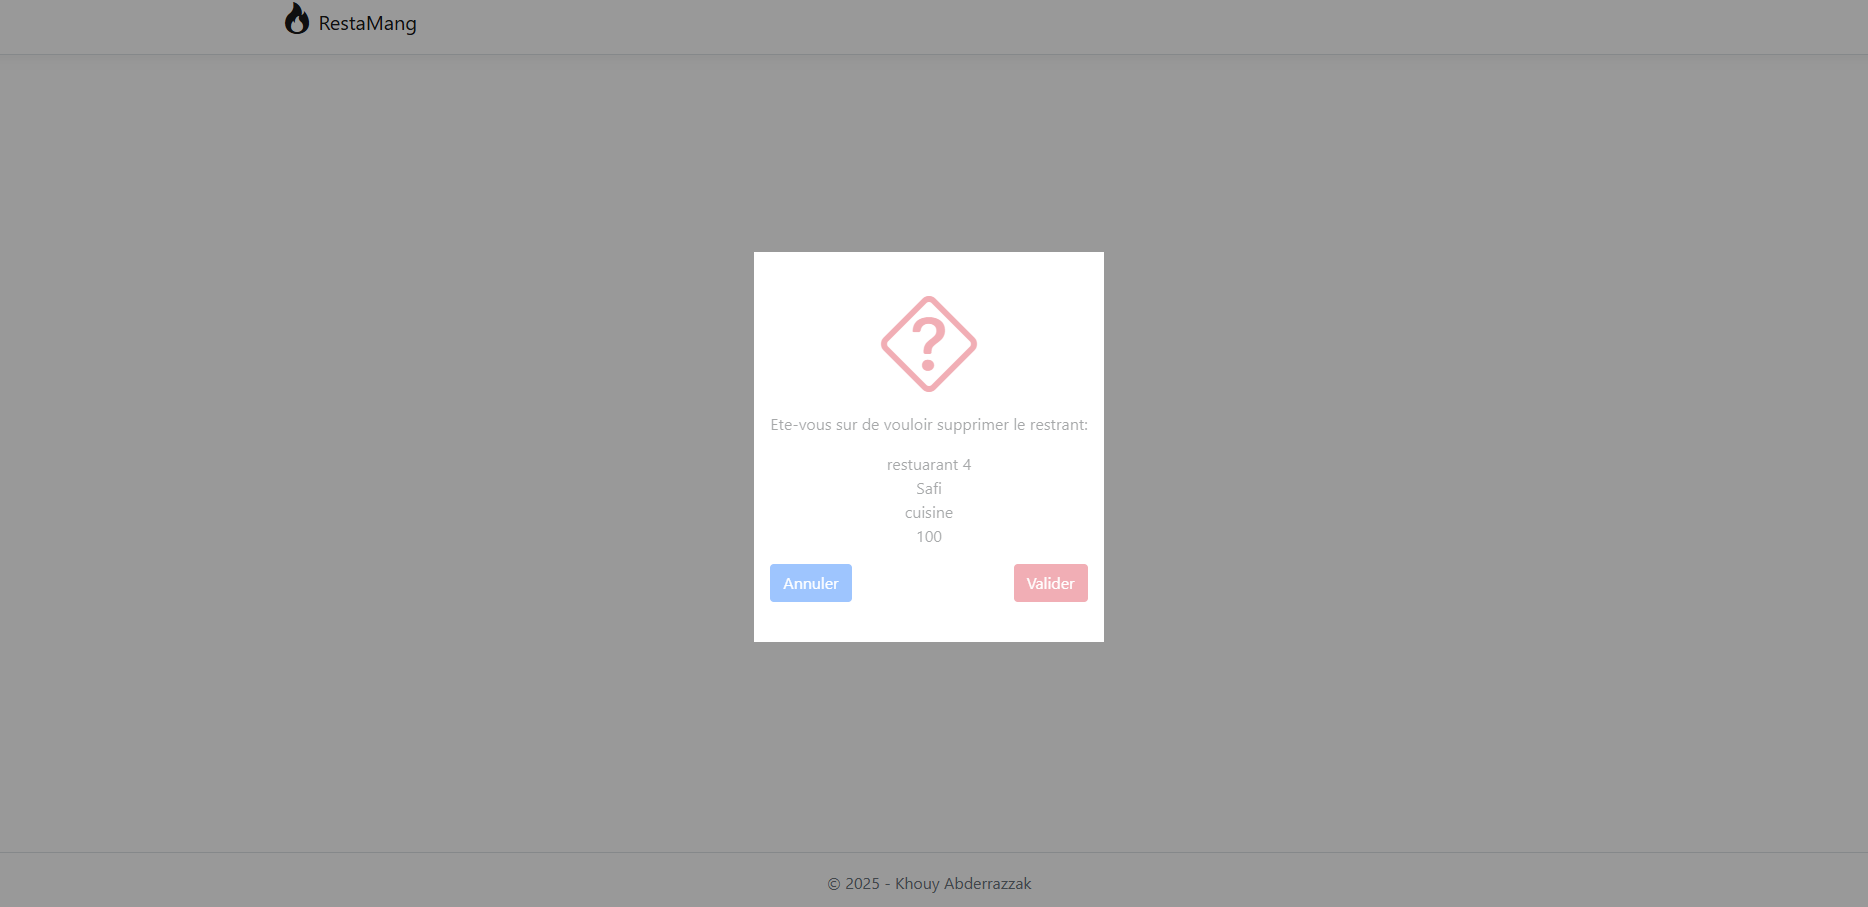 RestaMang
?
Ete-vous sur de vouloir supprimer le restrant:
restuarant 4
Safi
cuisine
100
Annuler Valider
© 2025 - Khouy Abderrazzak